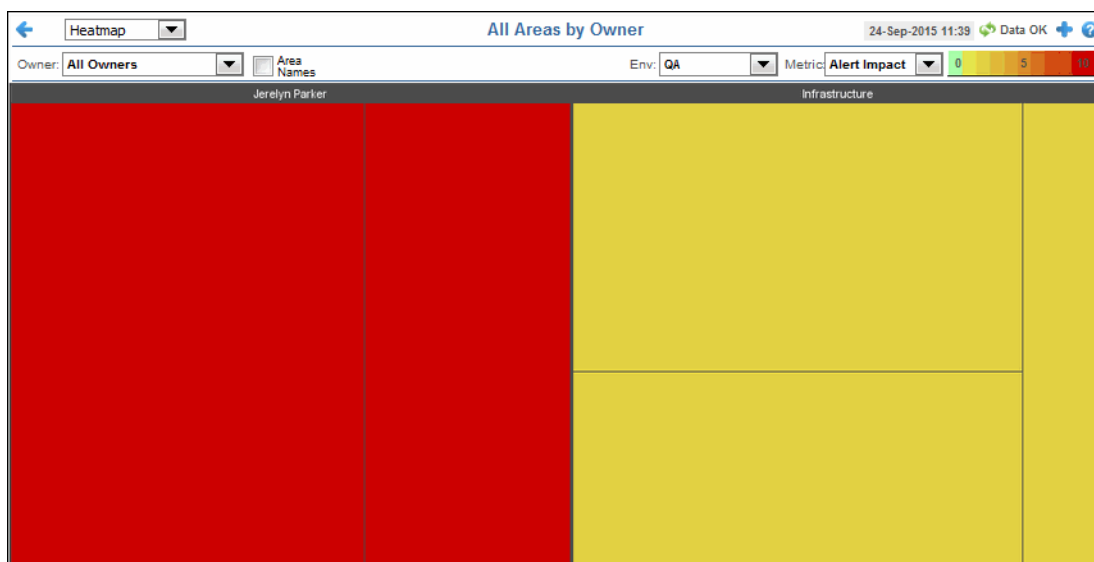 Heatmap All Areas by Owner 24-Sep-2015 11:39 Data OK
Owner: All Owners Area Names Env: QA Metric: Alert Impact 0 5 10
Jerelyn Parker Infrastructure